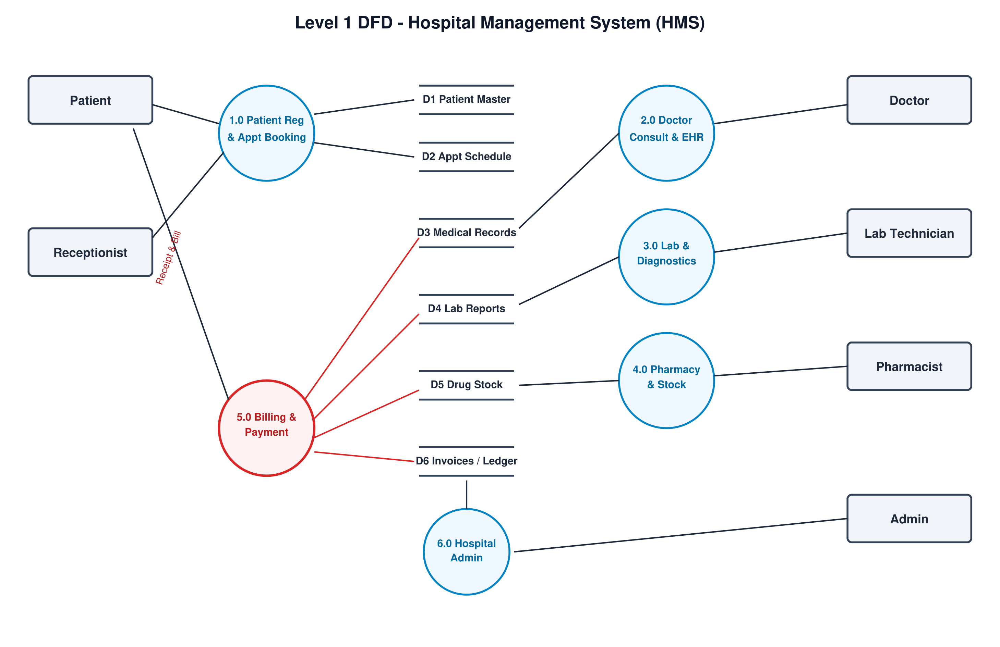 Level 1 DFD - Hospital Management System (HMS)
Patient
1.0 Patient Reg
& Appt Booking
D1 Patient Master
2.0 Doctor
Consult & EHR
Doctor
D2 Appt Schedule
Receptionist
Receipt & Bill
D3 Medical Records
3.0 Lab &
Diagnostics
Lab Technician
D4 Lab Reports
4.0 Pharmacy
& Stock
Pharmacist
D5 Drug Stock
5.0 Billing &
Payment
D6 Invoices / Ledger
6.0 Hospital
Admin
Admin